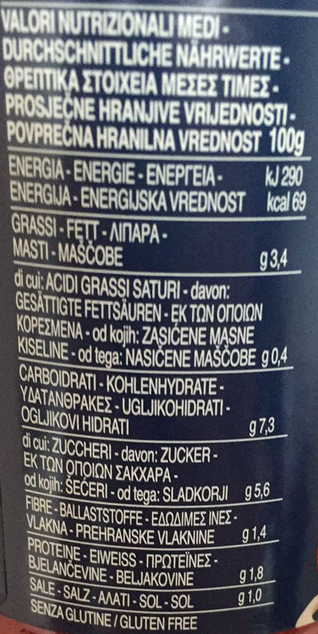 VALORI NUTRIZIONALI MEDI -
DURCHSCHNITTLICHE NÄHRWERTE -
ΘΡΕΠΤΙΚΑ ΣΤΟΙΧΕΙΑ ΜΕΣΕΣ ΤΙΜΕΣ -
PROSJEČNE HRANJIVE VRIJEDNOSTI -
POVPREČNA HRANILNA VREDNOST 100g
ENERGIA - ENERGIE - ΕΝΕΡΓΕΙΑ - kJ 290
ENERGIJA - ENERGIJSKA VREDNOST kcal 69
GRASSI - FETT - ΛΙΠΑΡΑ -
MASTI - MAŠČOBE g 3,4
di cui: ACIDI GRASSI SATURI - davon:
GESÄTTIGTE FETTSÄUREN - ΕΚ ΤΩΝ ΟΠΟΙΩΝ
ΚΟΡΕΣΜΕΝΑ - od kojih: ZASIĆENE MASNE
KISELINE - od tega: NASIČENE MAŠČOBE g 0,4
CARBOIDRATI - KOHLENHYDRATE -
ΥΔΑΤΑΝΘΡΑΚΕΣ - UGLJIKOHIDRATI -
OGLJIKOVI HIDRATI g 7,3
di cui: ZUCCHERI - davon: ZUCKER -
ΕΚ ΤΩΝ ΟΠΟΙΩΝ ΣΑΚΧΑΡΑ -
od kojih: ŠEĆERI - od tega: SLADKORJI g 5,6
FIBRE - BALLASTSTOFFE - ΕΔΩΔΙΜΕΣ ΙΝΕΣ -
VLAKNA - PREHRANSKE VLAKNINE g 1,4
PROTEINE - EIWEISS - ΠΡΩΤΕΪΝΕΣ -
BJELANČEVINE - BELJAKOVINE g 1,8
SALE - SALZ - ΑΛΑΤΙ - SOL - SOL g 1,0
SENZA GLUTINE / GLUTEN FREE